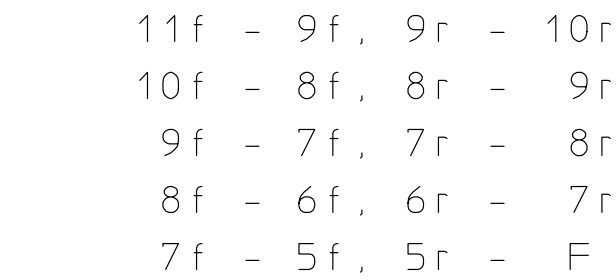 11f - 9f, 9r - 10r
10f - 8f, 8r - 9r
9f - 7f, 7r - 8r
8f - 6f, 6r - 7r
7f - 5f, 5r - F